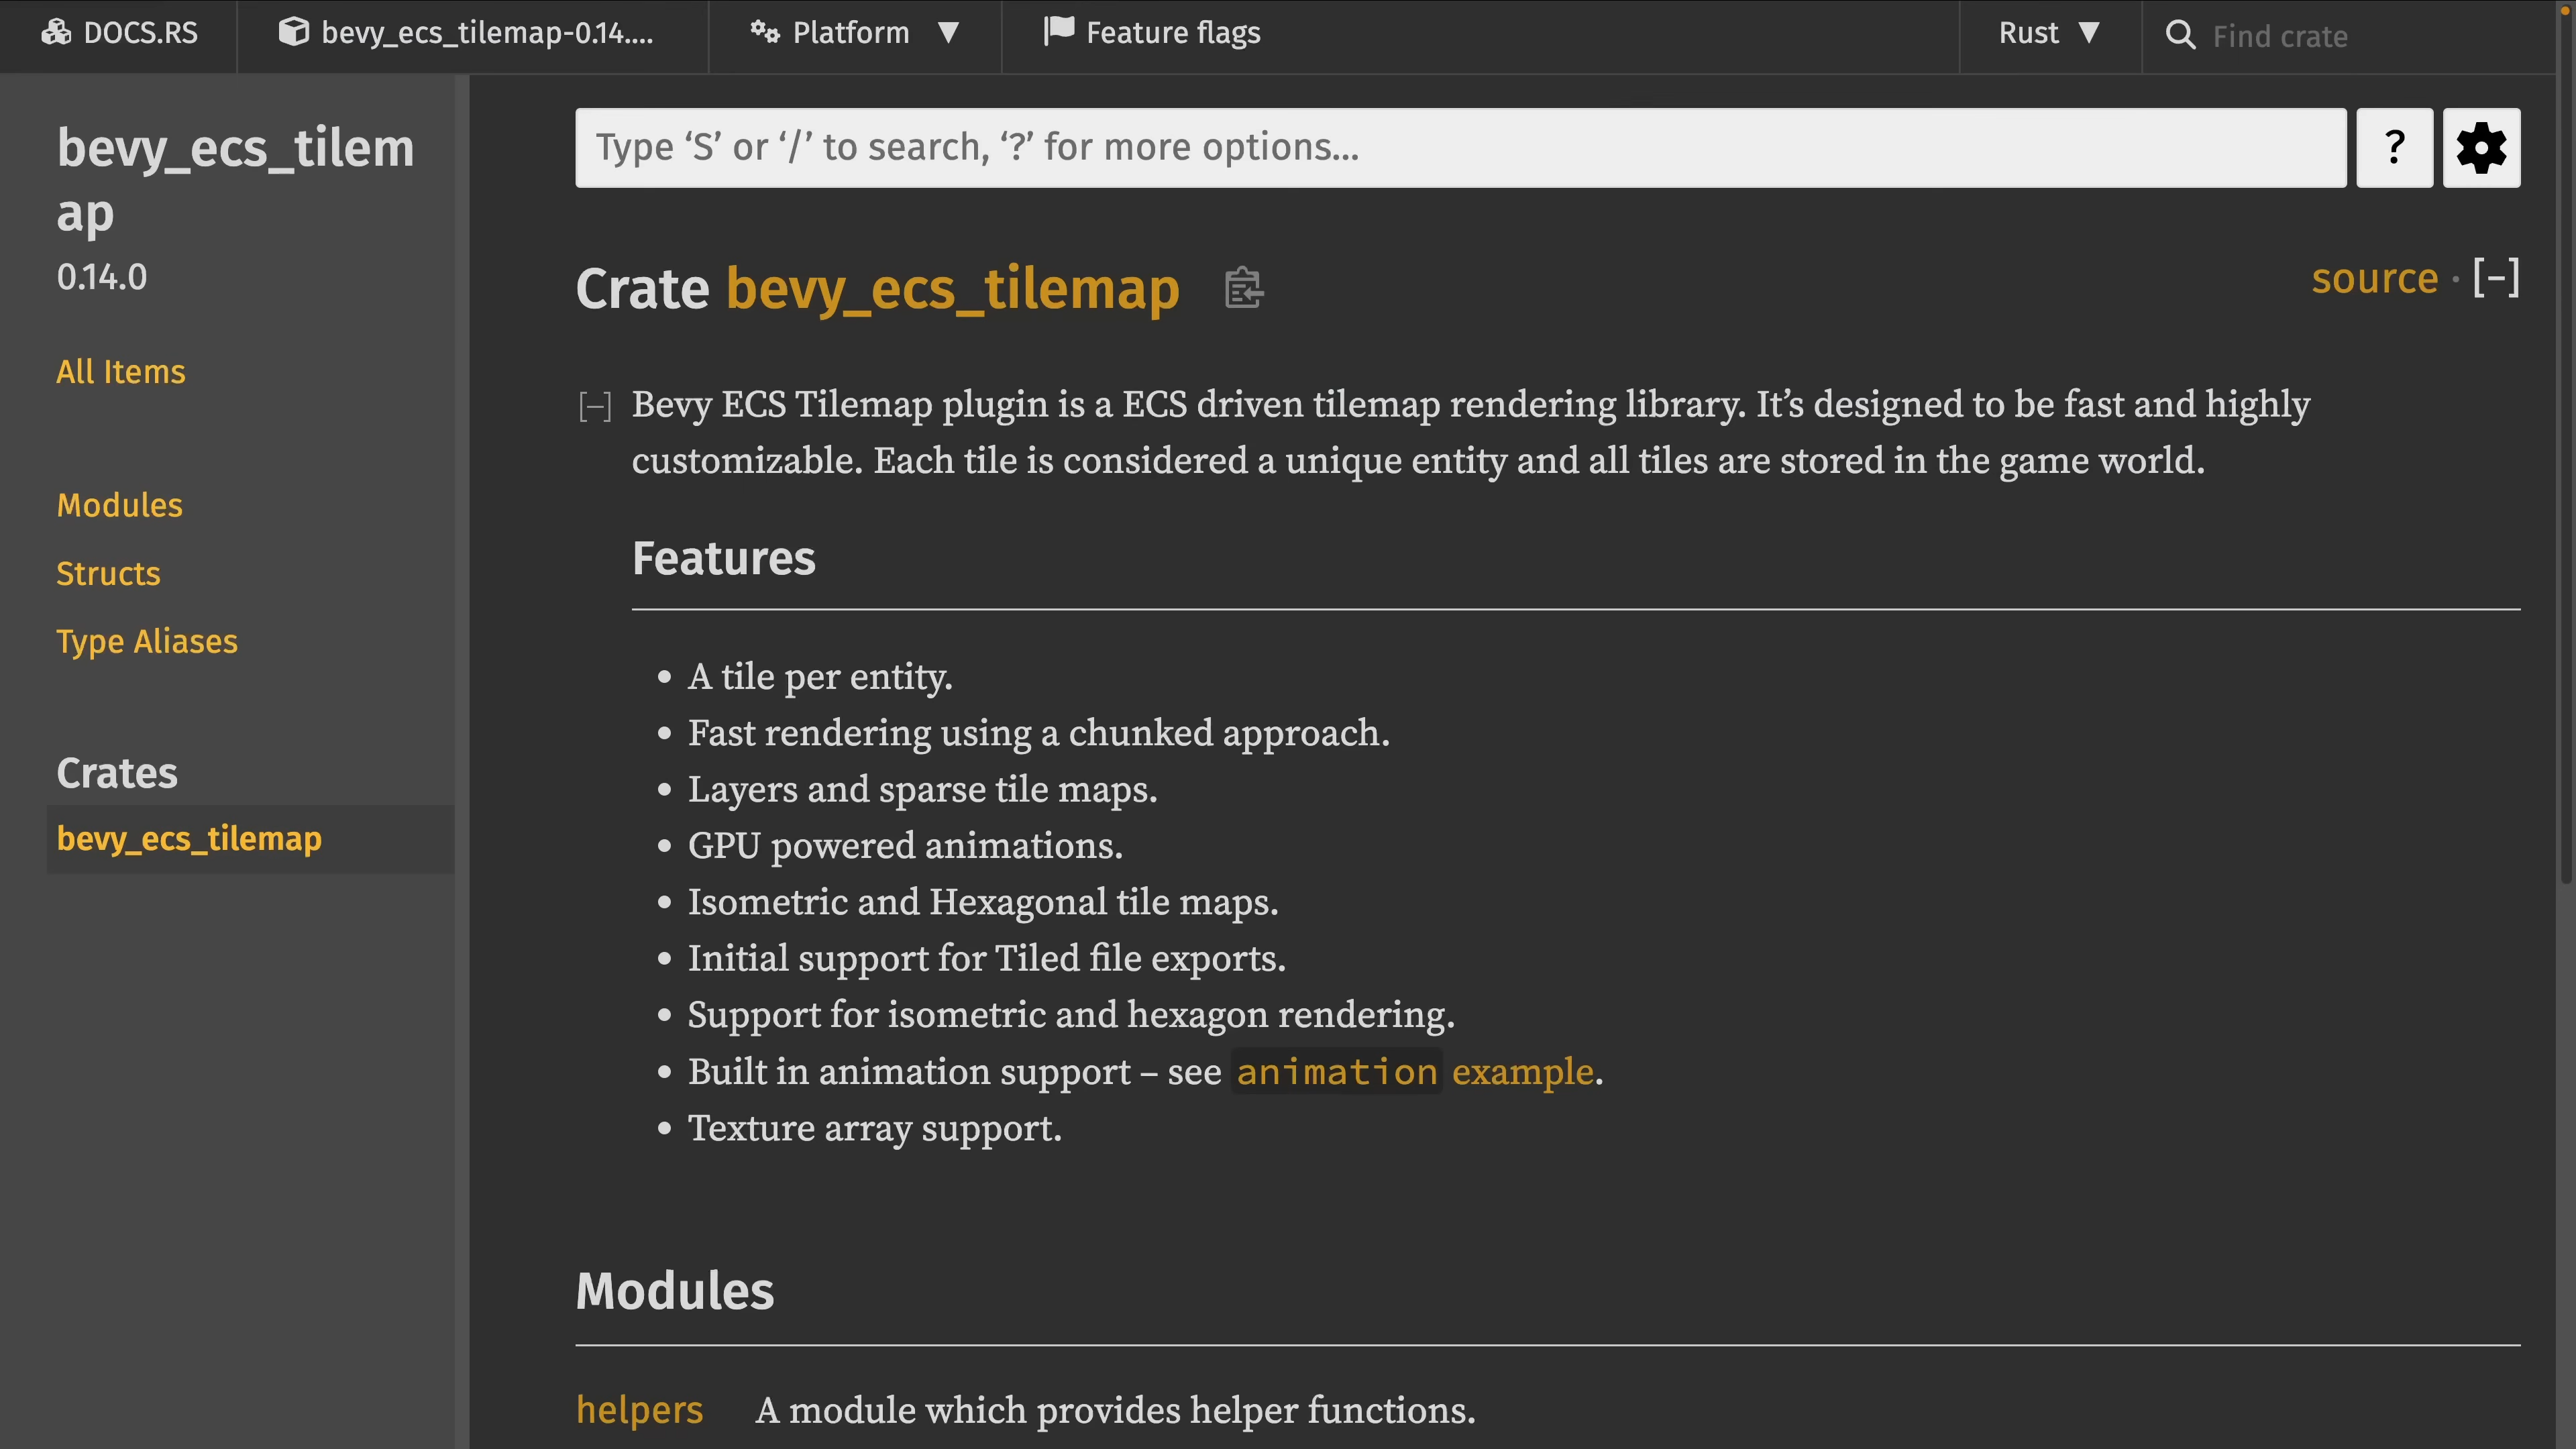 DOCS.RS
bevy_ecs_tilemap-0.14....
Platform ▼
Feature flags
Rust ▼
Find crate
bevy_ecs_tilem
ap
0.14.0
All Items
Modules
Structs
Type Aliases
Crates
bevy_ecs_tilemap
Type ‘S’ or ‘/’ to search, ‘?’ for more options…
?
Crate bevy_ecs_tilemap
source · [−]
[−] Bevy ECS Tilemap plugin is a ECS driven tilemap rendering library. It’s designed to be fast and highly
customizable. Each tile is considered a unique entity and all tiles are stored in the game world.
Features
• A tile per entity.
• Fast rendering using a chunked approach.
• Layers and sparse tile maps.
• GPU powered animations.
• Isometric and Hexagonal tile maps.
• Initial support for Tiled file exports.
• Support for isometric and hexagon rendering.
• Built in animation support – see animation example.
• Texture array support.
Modules
helpers A module which provides helper functions.